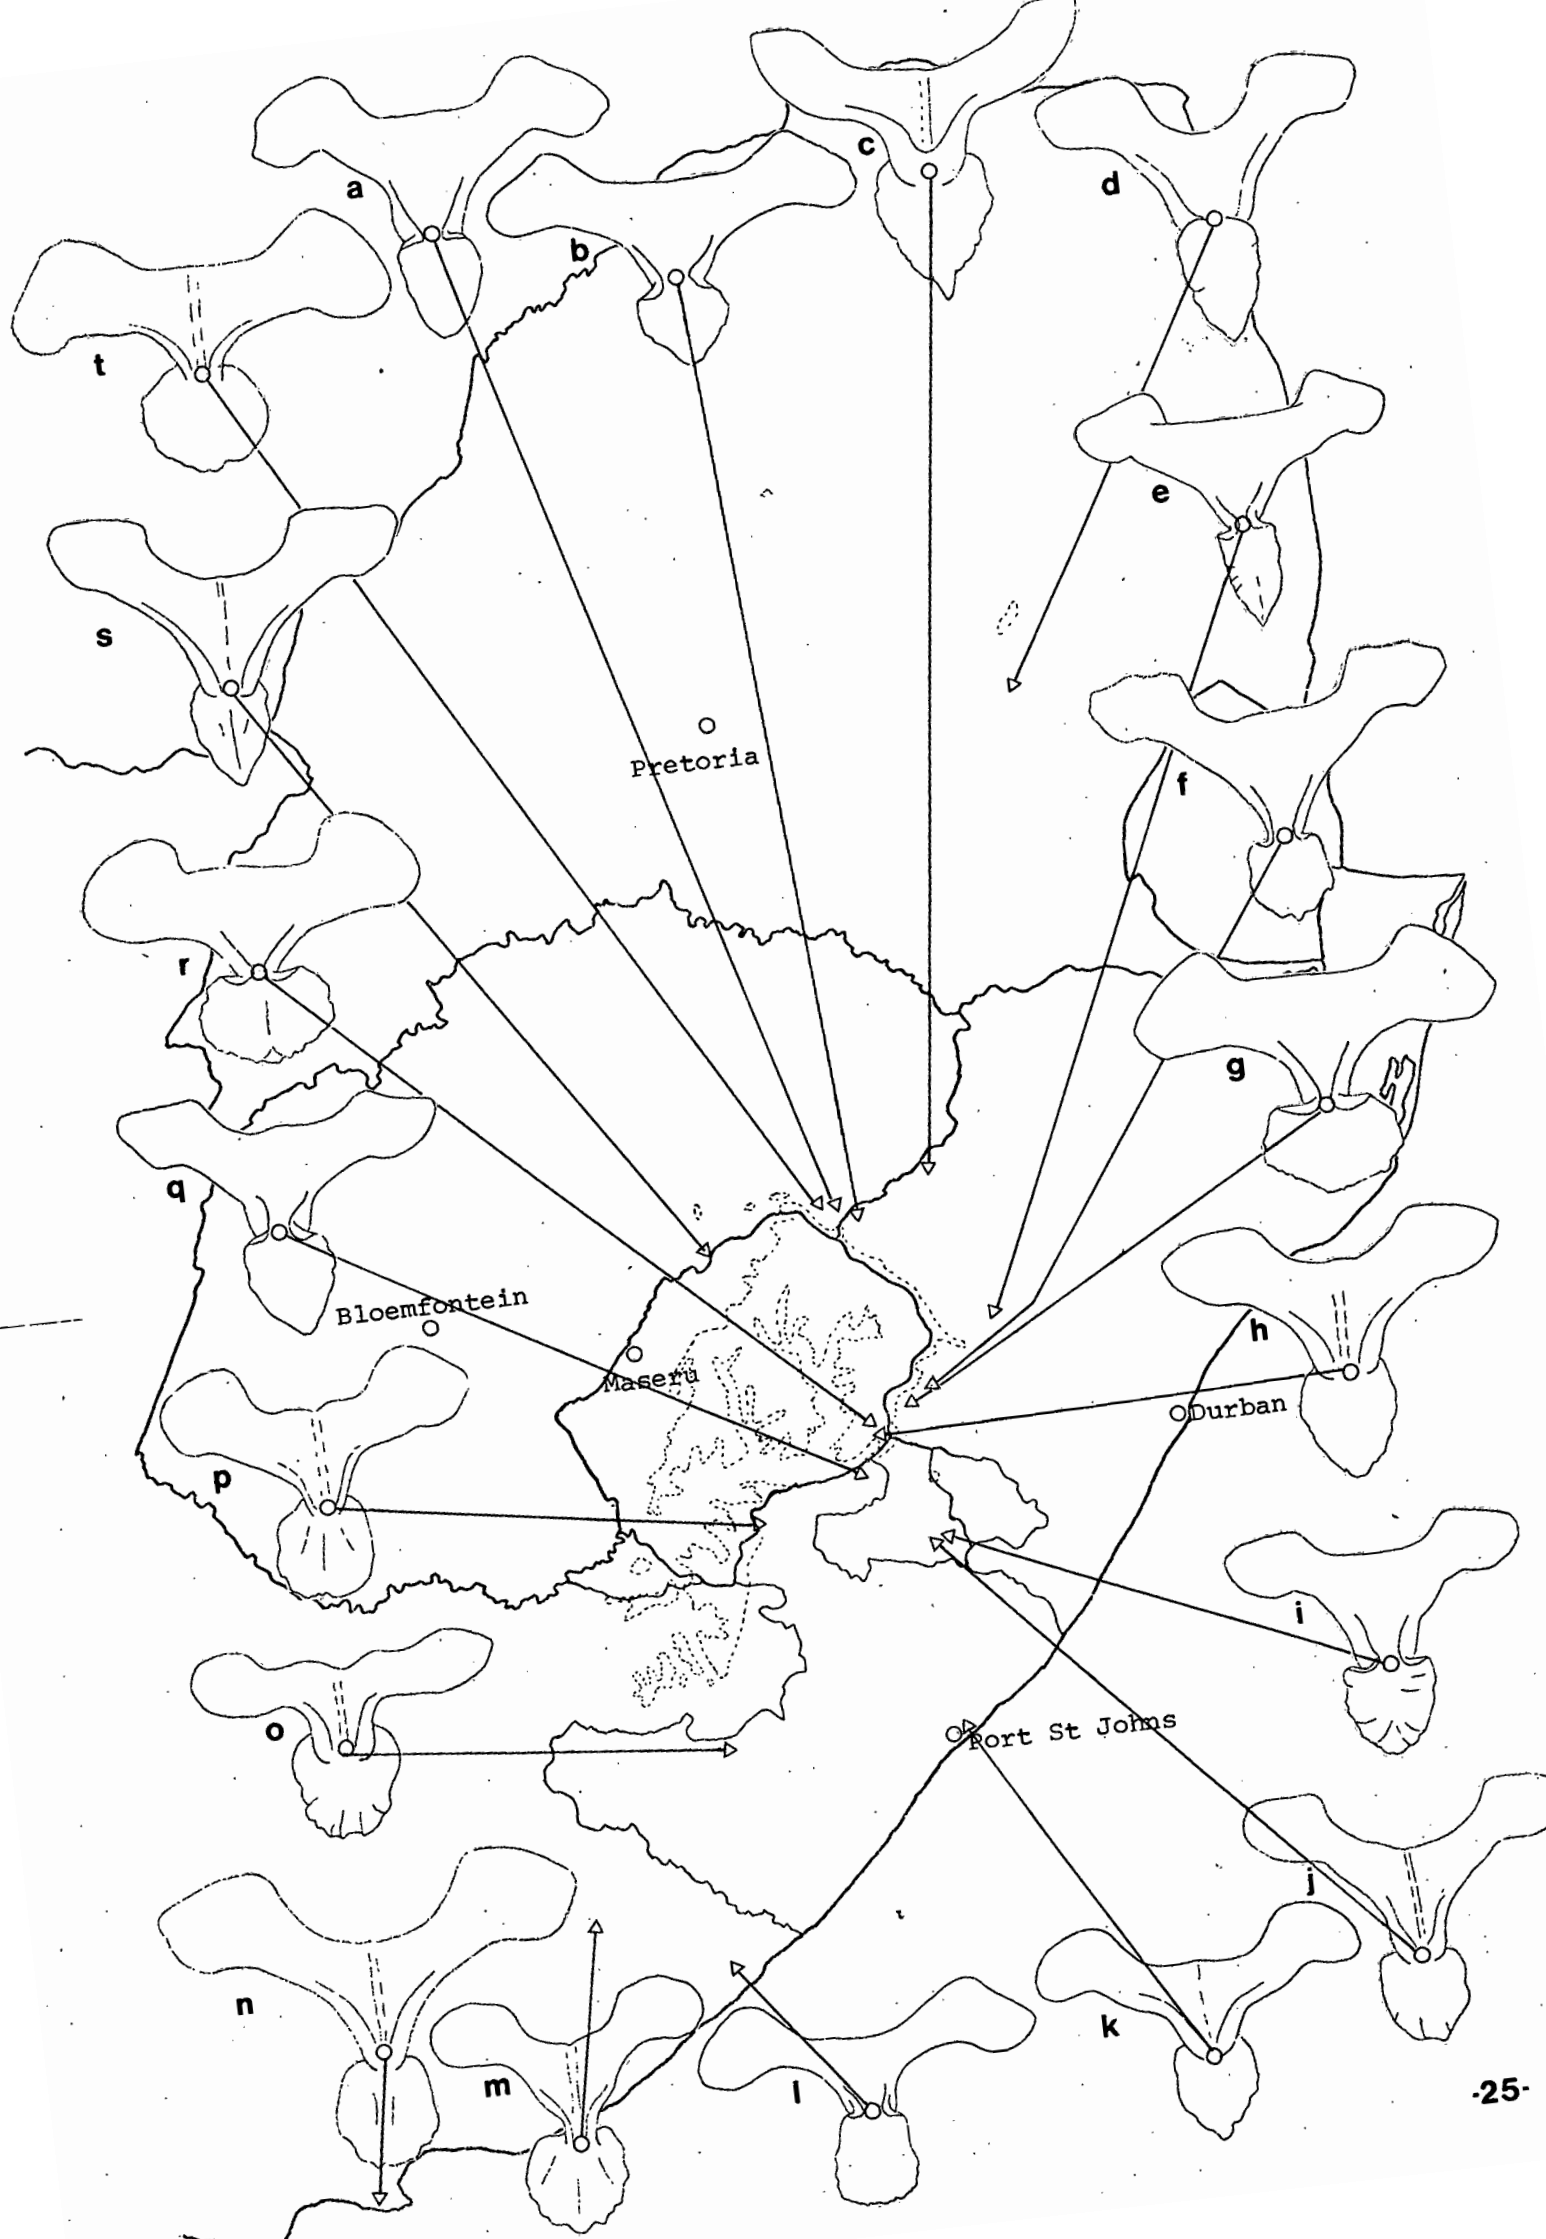 c
d
a
b
t
e
s
Pretoria
f
r
g
q
Bloemfontein
h
Maseru
Durban
p
i
o
Port St Johns
j
n
k
m
l
-25-